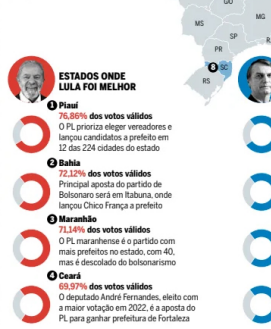 GO
MS
MG
SP
PR
8 SC
RS
ESTADOS ONDE
LULA FOI MELHOR
1 Piauí
76,86% dos votos válidos
O PL prioriza eleger vereadores e
lançou candidatos a prefeito em
12 das 224 cidades do estado
2 Bahia
72,12% dos votos válidos
Principal aposta do partido de
Bolsonaro será em Itabuna, onde
lançou Chico França a prefeito
3 Maranhão
71,14% dos votos válidos
O PL maranhense é o partido com
mais prefeitos no estado, com 40,
mas é descolado do bolsonarismo
4 Ceará
69,97% dos votos válidos
O deputado André Fernandes, eleito com
a maior votação em 2022, é a aposta do
PL para ganhar prefeitura de Fortaleza